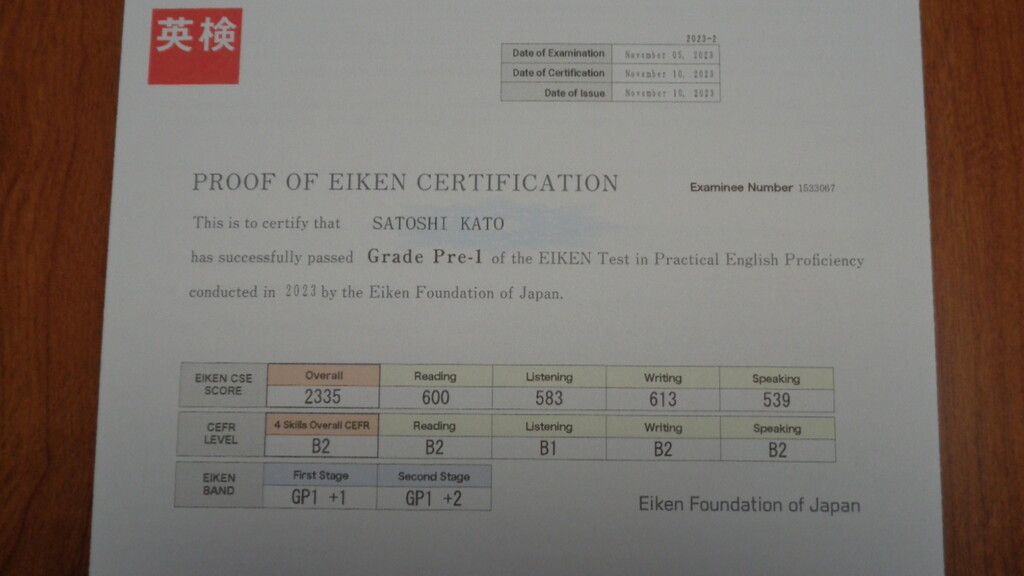 英検
2023-2
Date of Examination November 05, 2023
Date of Certification November 10, 2023
Date of Issue November 10, 2023
PROOF OF EIKEN CERTIFICATION
Examinee Number 1533067
This is to certify that SATOSHI KATO
has successfully passed Grade Pre-1 of the EIKEN Test in Practical English Proficiency
conducted in 2023 by the Eiken Foundation of Japan.
EIKEN CSE SCORE
Overall Reading Listening Writing Speaking
2335 600 583 613 539
CEFR LEVEL
4 Skills Overall CEFR Reading Listening Writing Speaking
B2 B2 B1 B2 B2
EIKEN BAND
First Stage Second Stage
GP1 +1 GP1 +2
Eiken Foundation of Japan